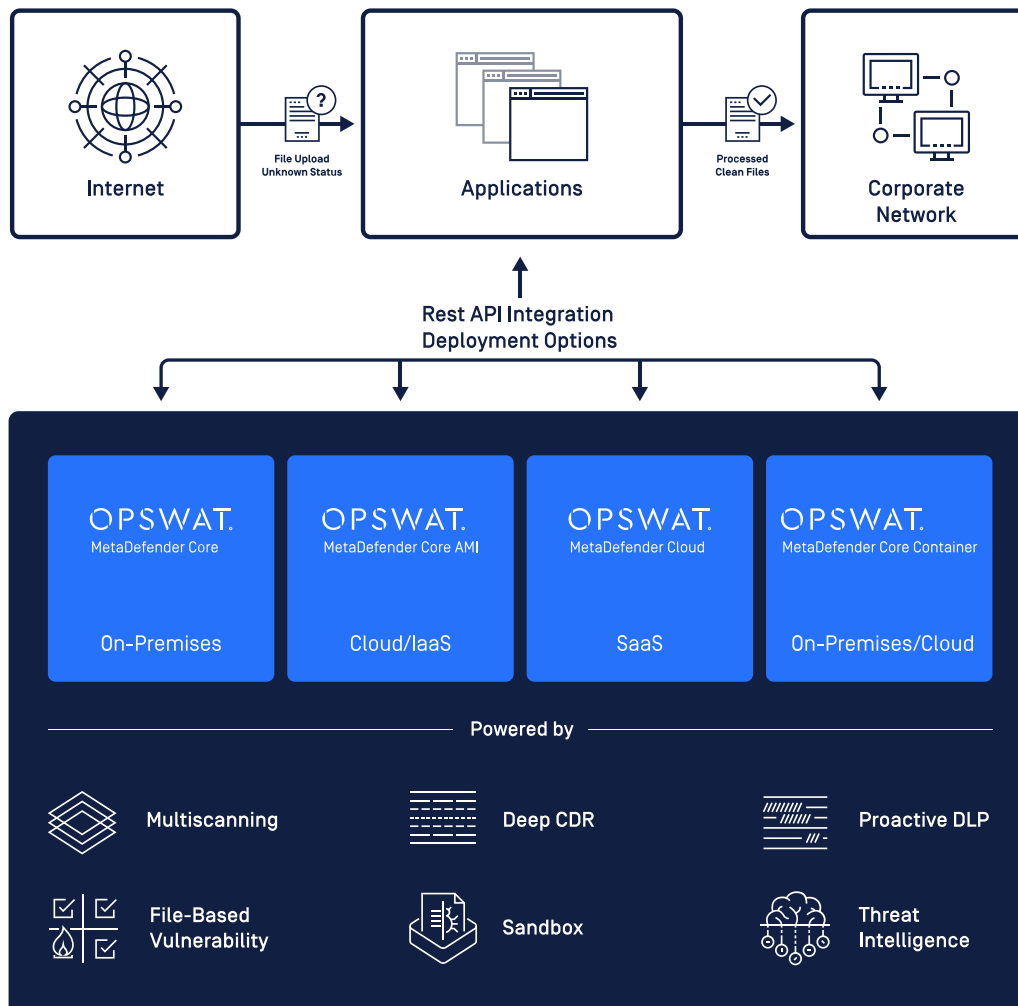 Internet
?
File Upload
Unknown Status
Applications
Processed
Clean Files
Corporate
Network
Rest API Integration
Deployment Options
OPSWAT.
MetaDefender Core
On-Premises
OPSWAT.
MetaDefender Core AMI
Cloud/IaaS
OPSWAT.
MetaDefender Cloud
SaaS
OPSWAT.
MetaDefender Core Container
On-Premises/Cloud
Powered by
Multiscanning
Deep CDR
Proactive DLP
File-Based
Vulnerability
Sandbox
Threat
Intelligence